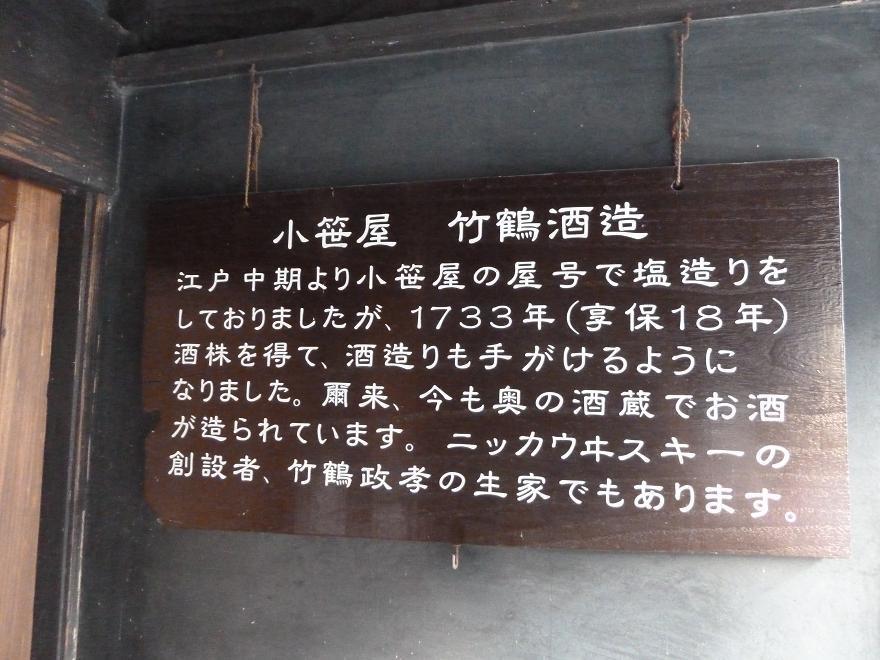 小笹屋　竹鶴酒造
江戸中期より小笹屋の屋号で塩造りを
しておりましたが、1733年(享保18年)
酒株を得て、酒造りも手がけるように
なりました。爾来、今も奥の酒蔵でお酒
が造られています。ニッカウヰスキーの
創設者、竹鶴政孝の生家でもあります。